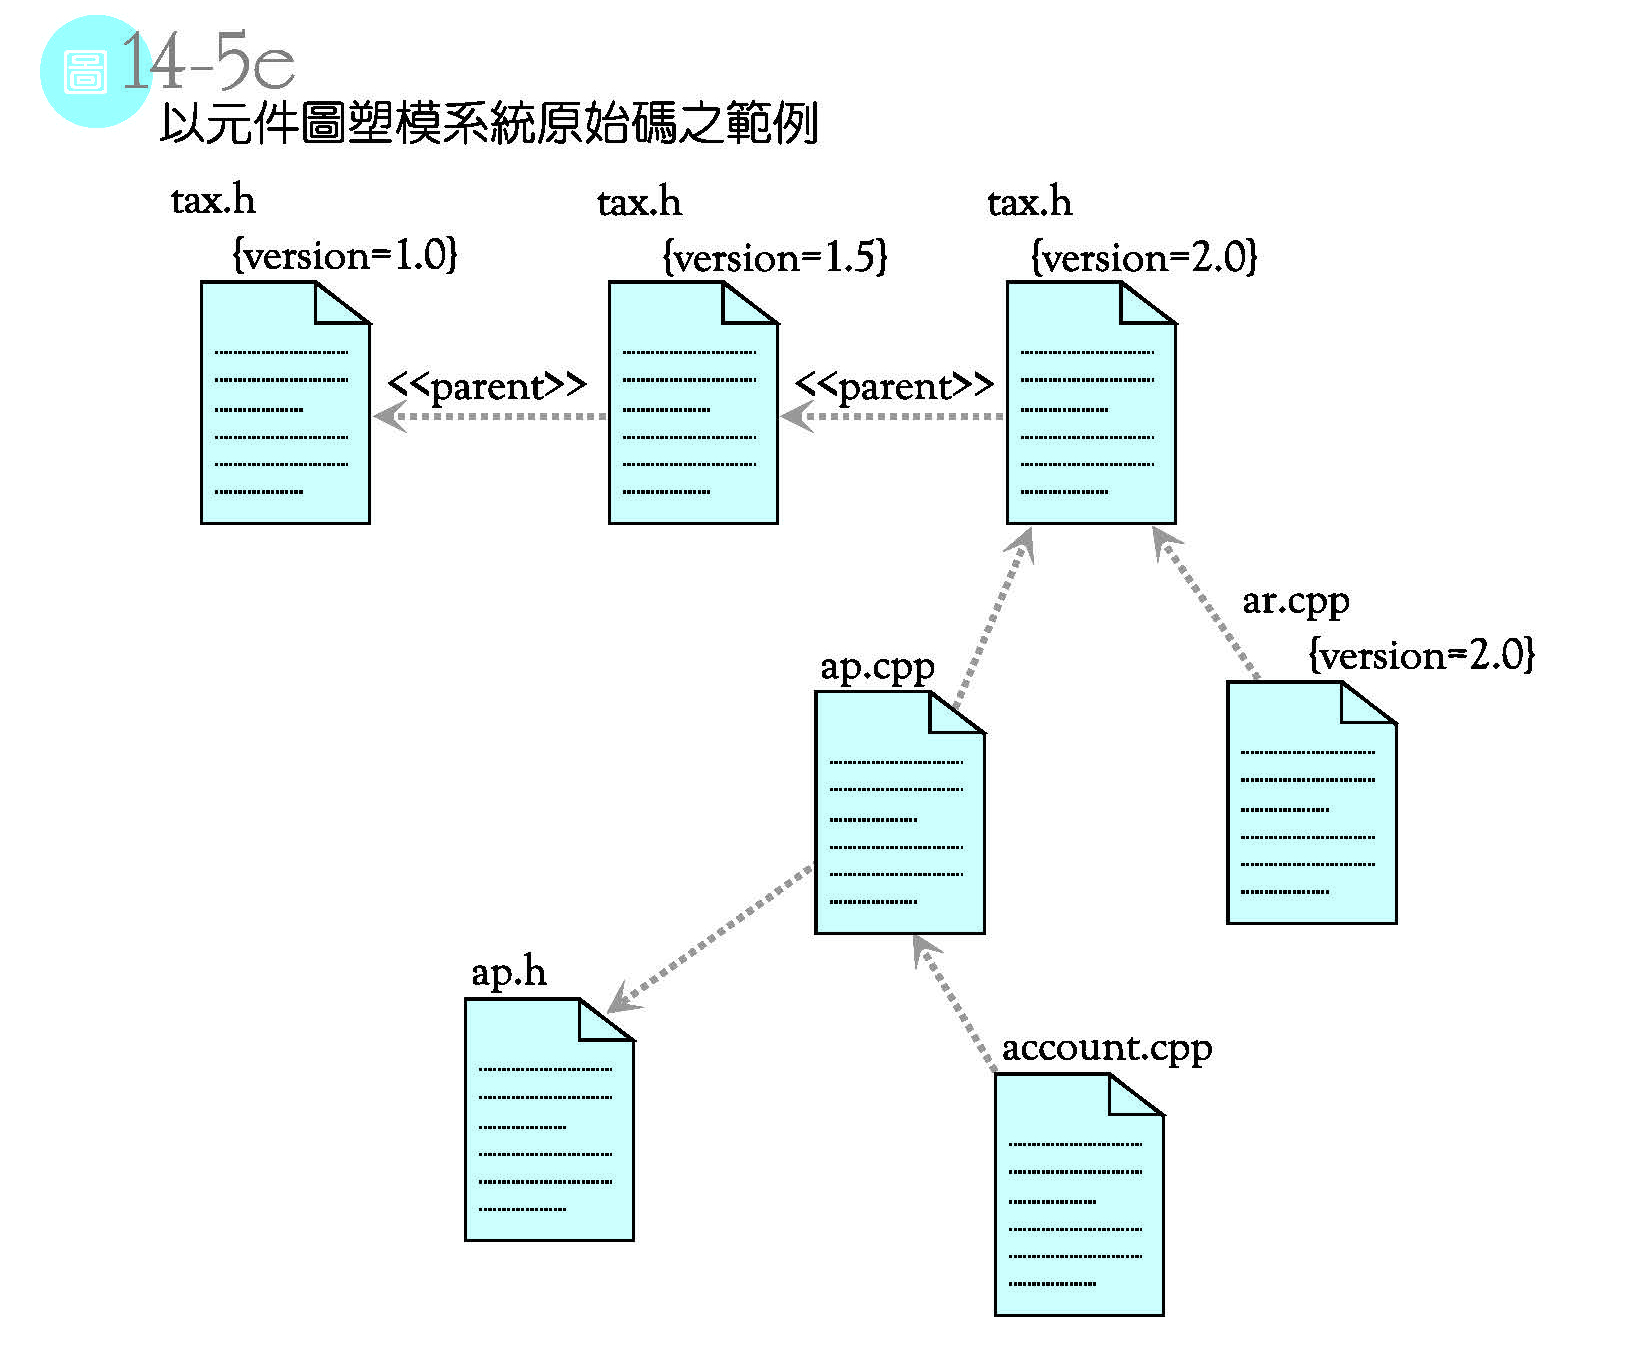 圖 14-5e
以元件圖塑模系統原始碼之範例
tax.h
{version=1.0}
tax.h
{version=1.5}
tax.h
{version=2.0}
<<parent>>
<<parent>>
ar.cpp
{version=2.0}
ap.cpp
ap.h
account.cpp